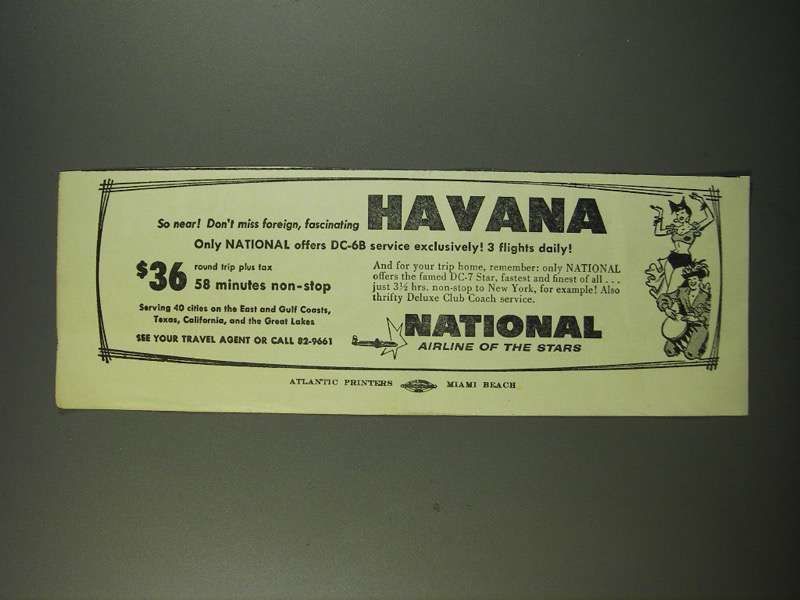 So near! Don't miss foreign, fascinating HAVANA
Only NATIONAL offers DC-6B service exclusively! 3 flights daily!
$36 round trip plus tax
58 minutes non-stop
Serving 40 cities on the East and Gulf Coasts,
Texas, California, and the Great Lakes
SEE YOUR TRAVEL AGENT OR CALL 82-9661
And for your trip home, remember: only NATIONAL
offers the famed DC-7 Star, fastest and finest of all . . .
just 3½ hrs. non-stop to New York, for example! Also
thrifty Deluxe Club Coach service.
NATIONAL
AIRLINE OF THE STARS
ATLANTIC PRINTERS MIAMI BEACH